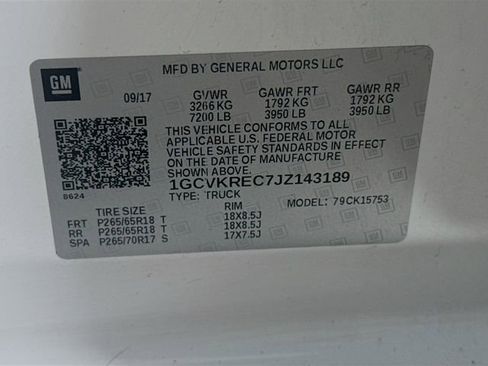 GM
MFD BY GENERAL MOTORS LLC
09/17 GVWR GAWR FRT GAWR RR
3266 KG 1792 KG 1792 KG
7200 LB 3950 LB 3950 LB
THIS VEHICLE CONFORMS TO ALL
APPLICABLE U.S. FEDERAL MOTOR
VEHICLE SAFETY STANDARDS IN EFFECT
ON THE DATE OF MANUFACTURE
SHOWN ABOVE.
1GCVKREC7JZ143189
8624 TYPE: TRUCK MODEL: 79CK15753
TIRE SIZE RIM
FRT P265/65R18 T 18X8.5J
RR P265/65R18 T 18X8.5J
SPA P265/70R17 S 17X7.5J